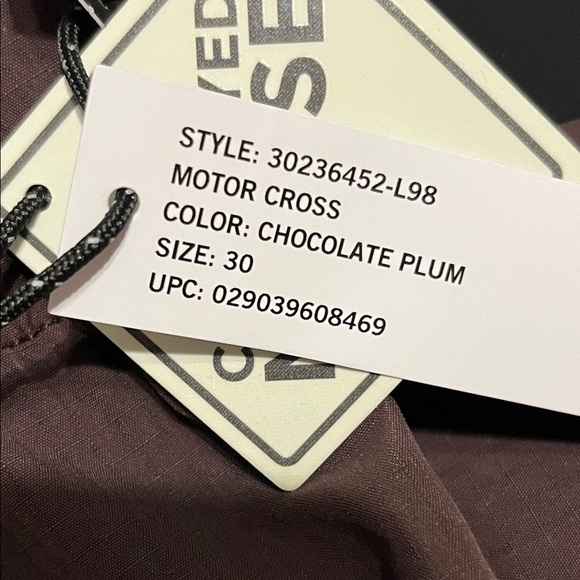 STYLE: 30236452-L98
MOTOR CROSS
COLOR: CHOCOLATE PLUM
SIZE: 30
UPC: 029039608469